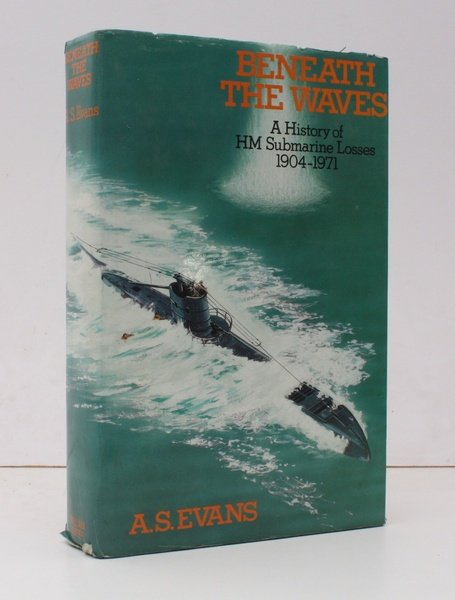 BENEATH
THE WAVES
A History of
HM Submarine Losses
1904-1971
A.S. EVANS
BENEATH
THE
WAVES
A.S. Evans